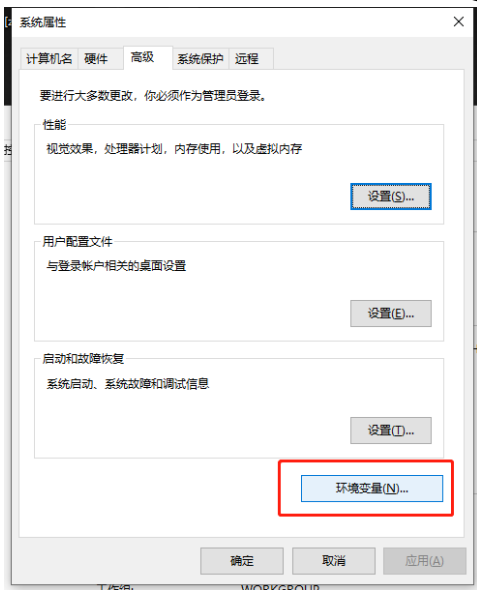 系统属性
计算机名 硬件 高级 系统保护 远程
要进行大多数更改，你必须作为管理员登录。
性能
视觉效果，处理器计划，内存使用，以及虚拟内存
设置(S)...
用户配置文件
与登录帐户相关的桌面设置
设置(E)...
启动和故障恢复
系统启动、系统故障和调试信息
设置(T)...
环境变量(N)...
确定 取消 应用(A)
工作组: WORKGROUP